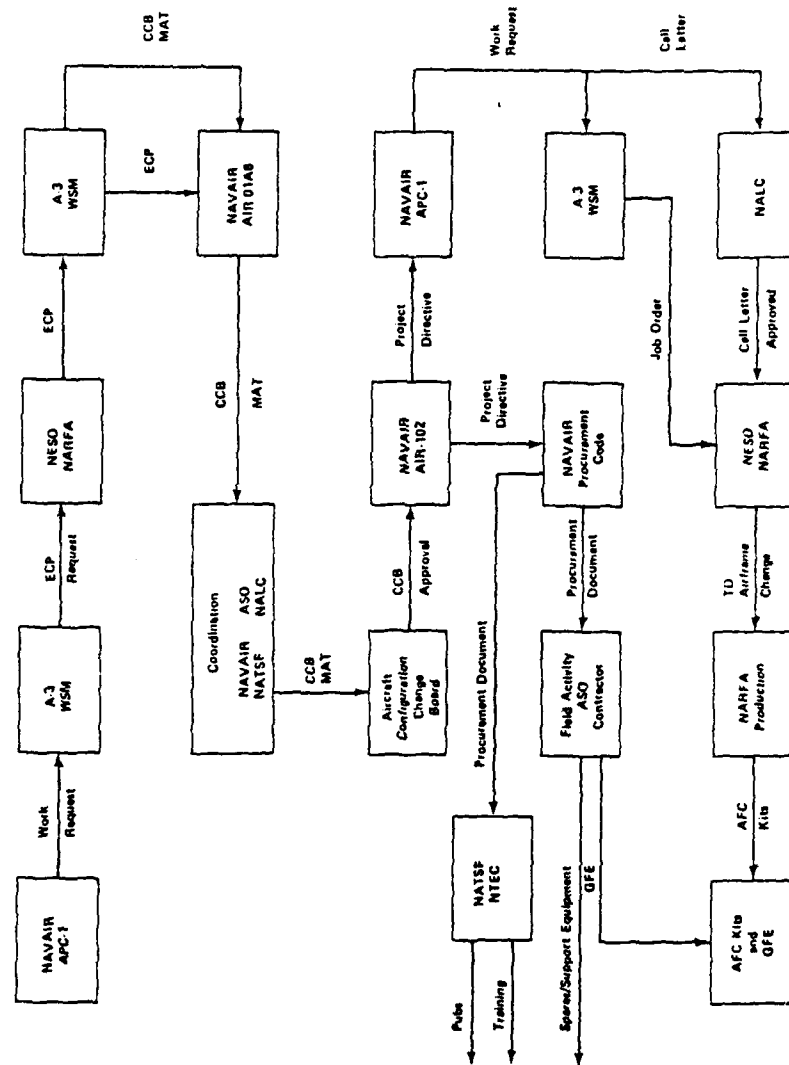 NAVAIR
APC-1
Work
Request
A-3
WSM
ECP
Request
NESO
NARFA
ECP
A-3
WSM
CCB
MAT
ECP
NAVAIR
AIR 01A8
CCB
MAT
Coordination
NAVAIR ASO
NATSF NALC
CCB
MAT
Aircraft
Configuration
Change
Board
CCB
Approval
NAVAIR
AIR-102
Project
Directive
NAVAIR
APC-1
Work
Request
Project
Directive
Procurement Document
NATSF
NTEC
Pubs
Training
NAVAIR
Procurement
Code
Procurement
Document
Field Activity
ASO
Contractor
Spares/Support Equipment
GFE
A-3
WSM
Job Order
Call
Letter
NALC
Call Letter
Approved
NESO
NARFA
TD
Airframe
Change
NARFA
Production
AFC
Kits
AFC Kits
and
GFE